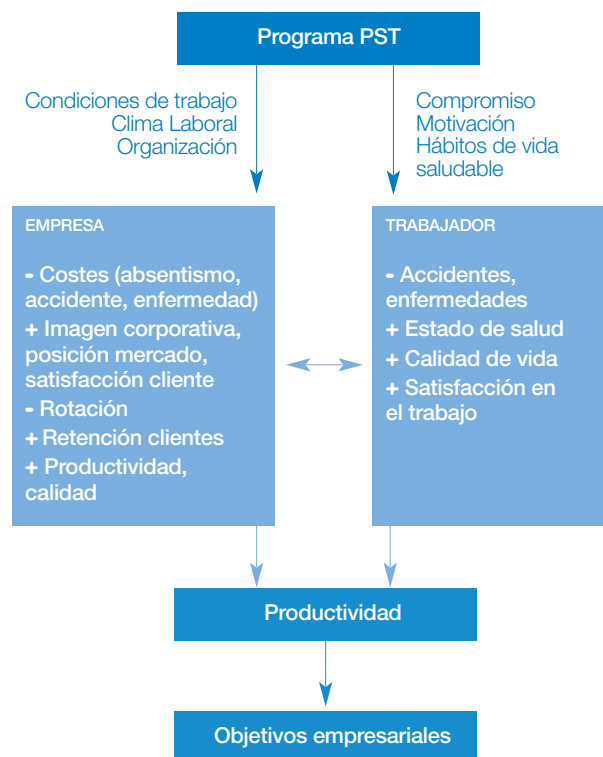 Programa PST
Condiciones de trabajo
Clima Laboral
Organización
Compromiso
Motivación
Hábitos de vida
saludable
EMPRESA
- Costes (absentismo,
accidente, enfermedad)
+ Imagen corporativa,
posición mercado,
satisfacción cliente
- Rotación
+ Retención clientes
+ Productividad,
calidad
TRABAJADOR
- Accidentes,
enfermedades
+ Estado de salud
+ Calidad de vida
+ Satisfacción en
el trabajo
Productividad
Objetivos empresariales